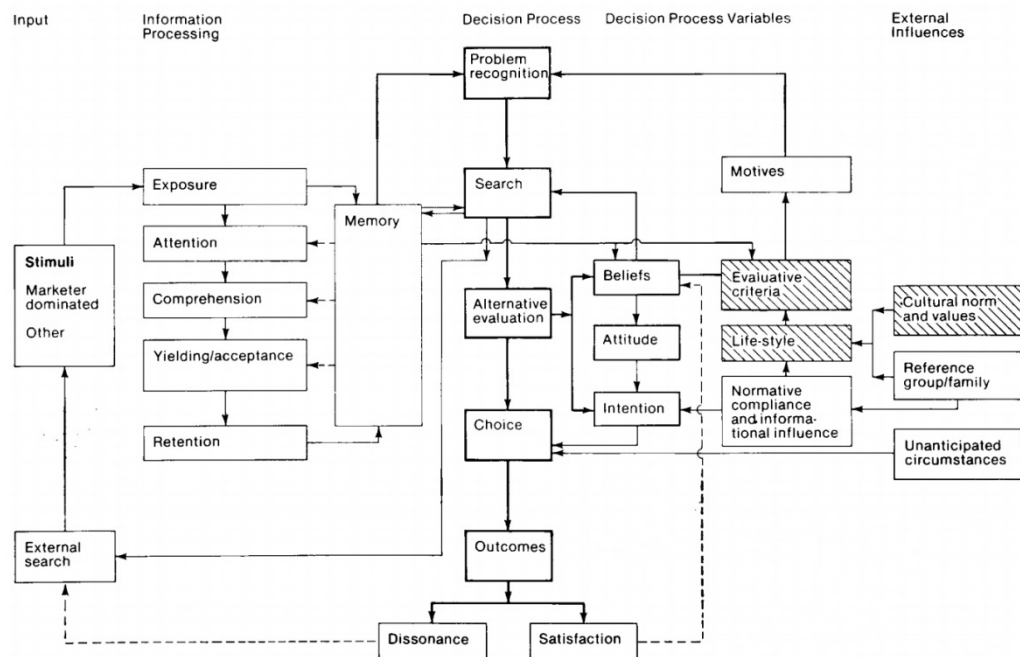 Input
Information
Processing
Decision Process
Decision Process Variables
External
Influences
Problem
recognition
Motives
Search
Exposure
Memory
Attention
Stimuli
Marketer
dominated
Other
Comprehension
Yielding/acceptance
Retention
Alternative
evaluation
Beliefs
Evaluative
criteria
Cultural norm
and values
Attitude
Life-style
Reference
group/family
Intention
Normative
compliance
and informa-
tional influence
Choice
Unanticipated
circumstances
External
search
Outcomes
Dissonance
Satisfaction